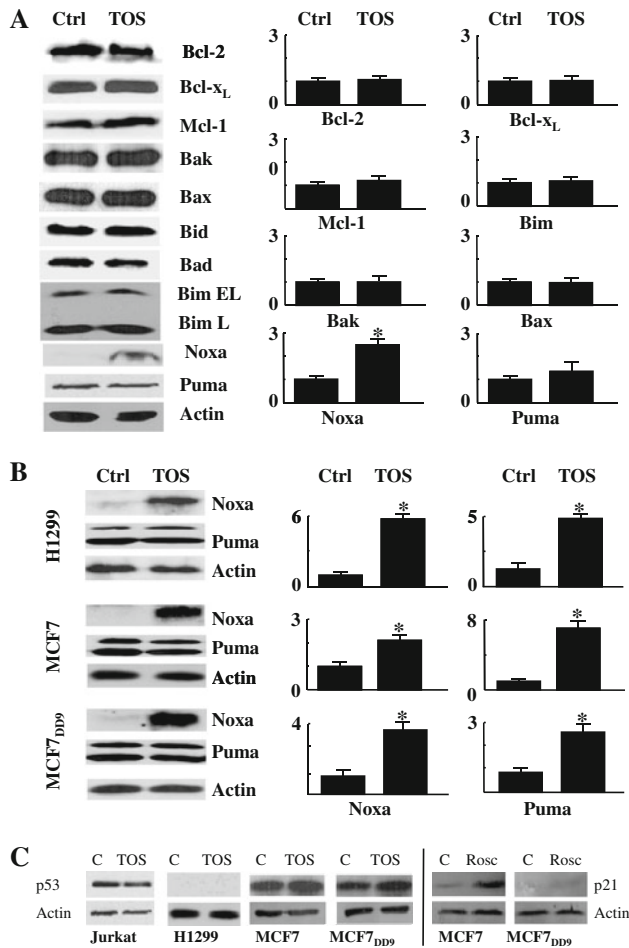 A
Ctrl TOS
Bcl-2
Bcl-xL
Mcl-1
Bak
Bax
Bid
Bad
Bim EL
Bim L
Noxa
Puma
Actin
Ctrl TOS Ctrl TOS
3 3
0 0
Bcl-2 Bcl-xL
3 3
0 0
Mcl-1 Bim
3 3
0 0
Bak Bax
3 * 3
0 0
Noxa Puma
B
Ctrl TOS Ctrl TOS Ctrl TOS
H1299
Noxa
Puma
Actin
6 * 5 *
0 0
MCF7
Noxa
Puma
Actin
3 * 8 *
0 0
MCF7DD9
Noxa
Puma
Actin
4 * 3 *
0 0
Noxa Puma
C
C TOS C TOS C TOS C TOS C Rosc C Rosc
p53 p21
Actin Actin
Jurkat H1299 MCF7 MCF7DD9 MCF7 MCF7DD9